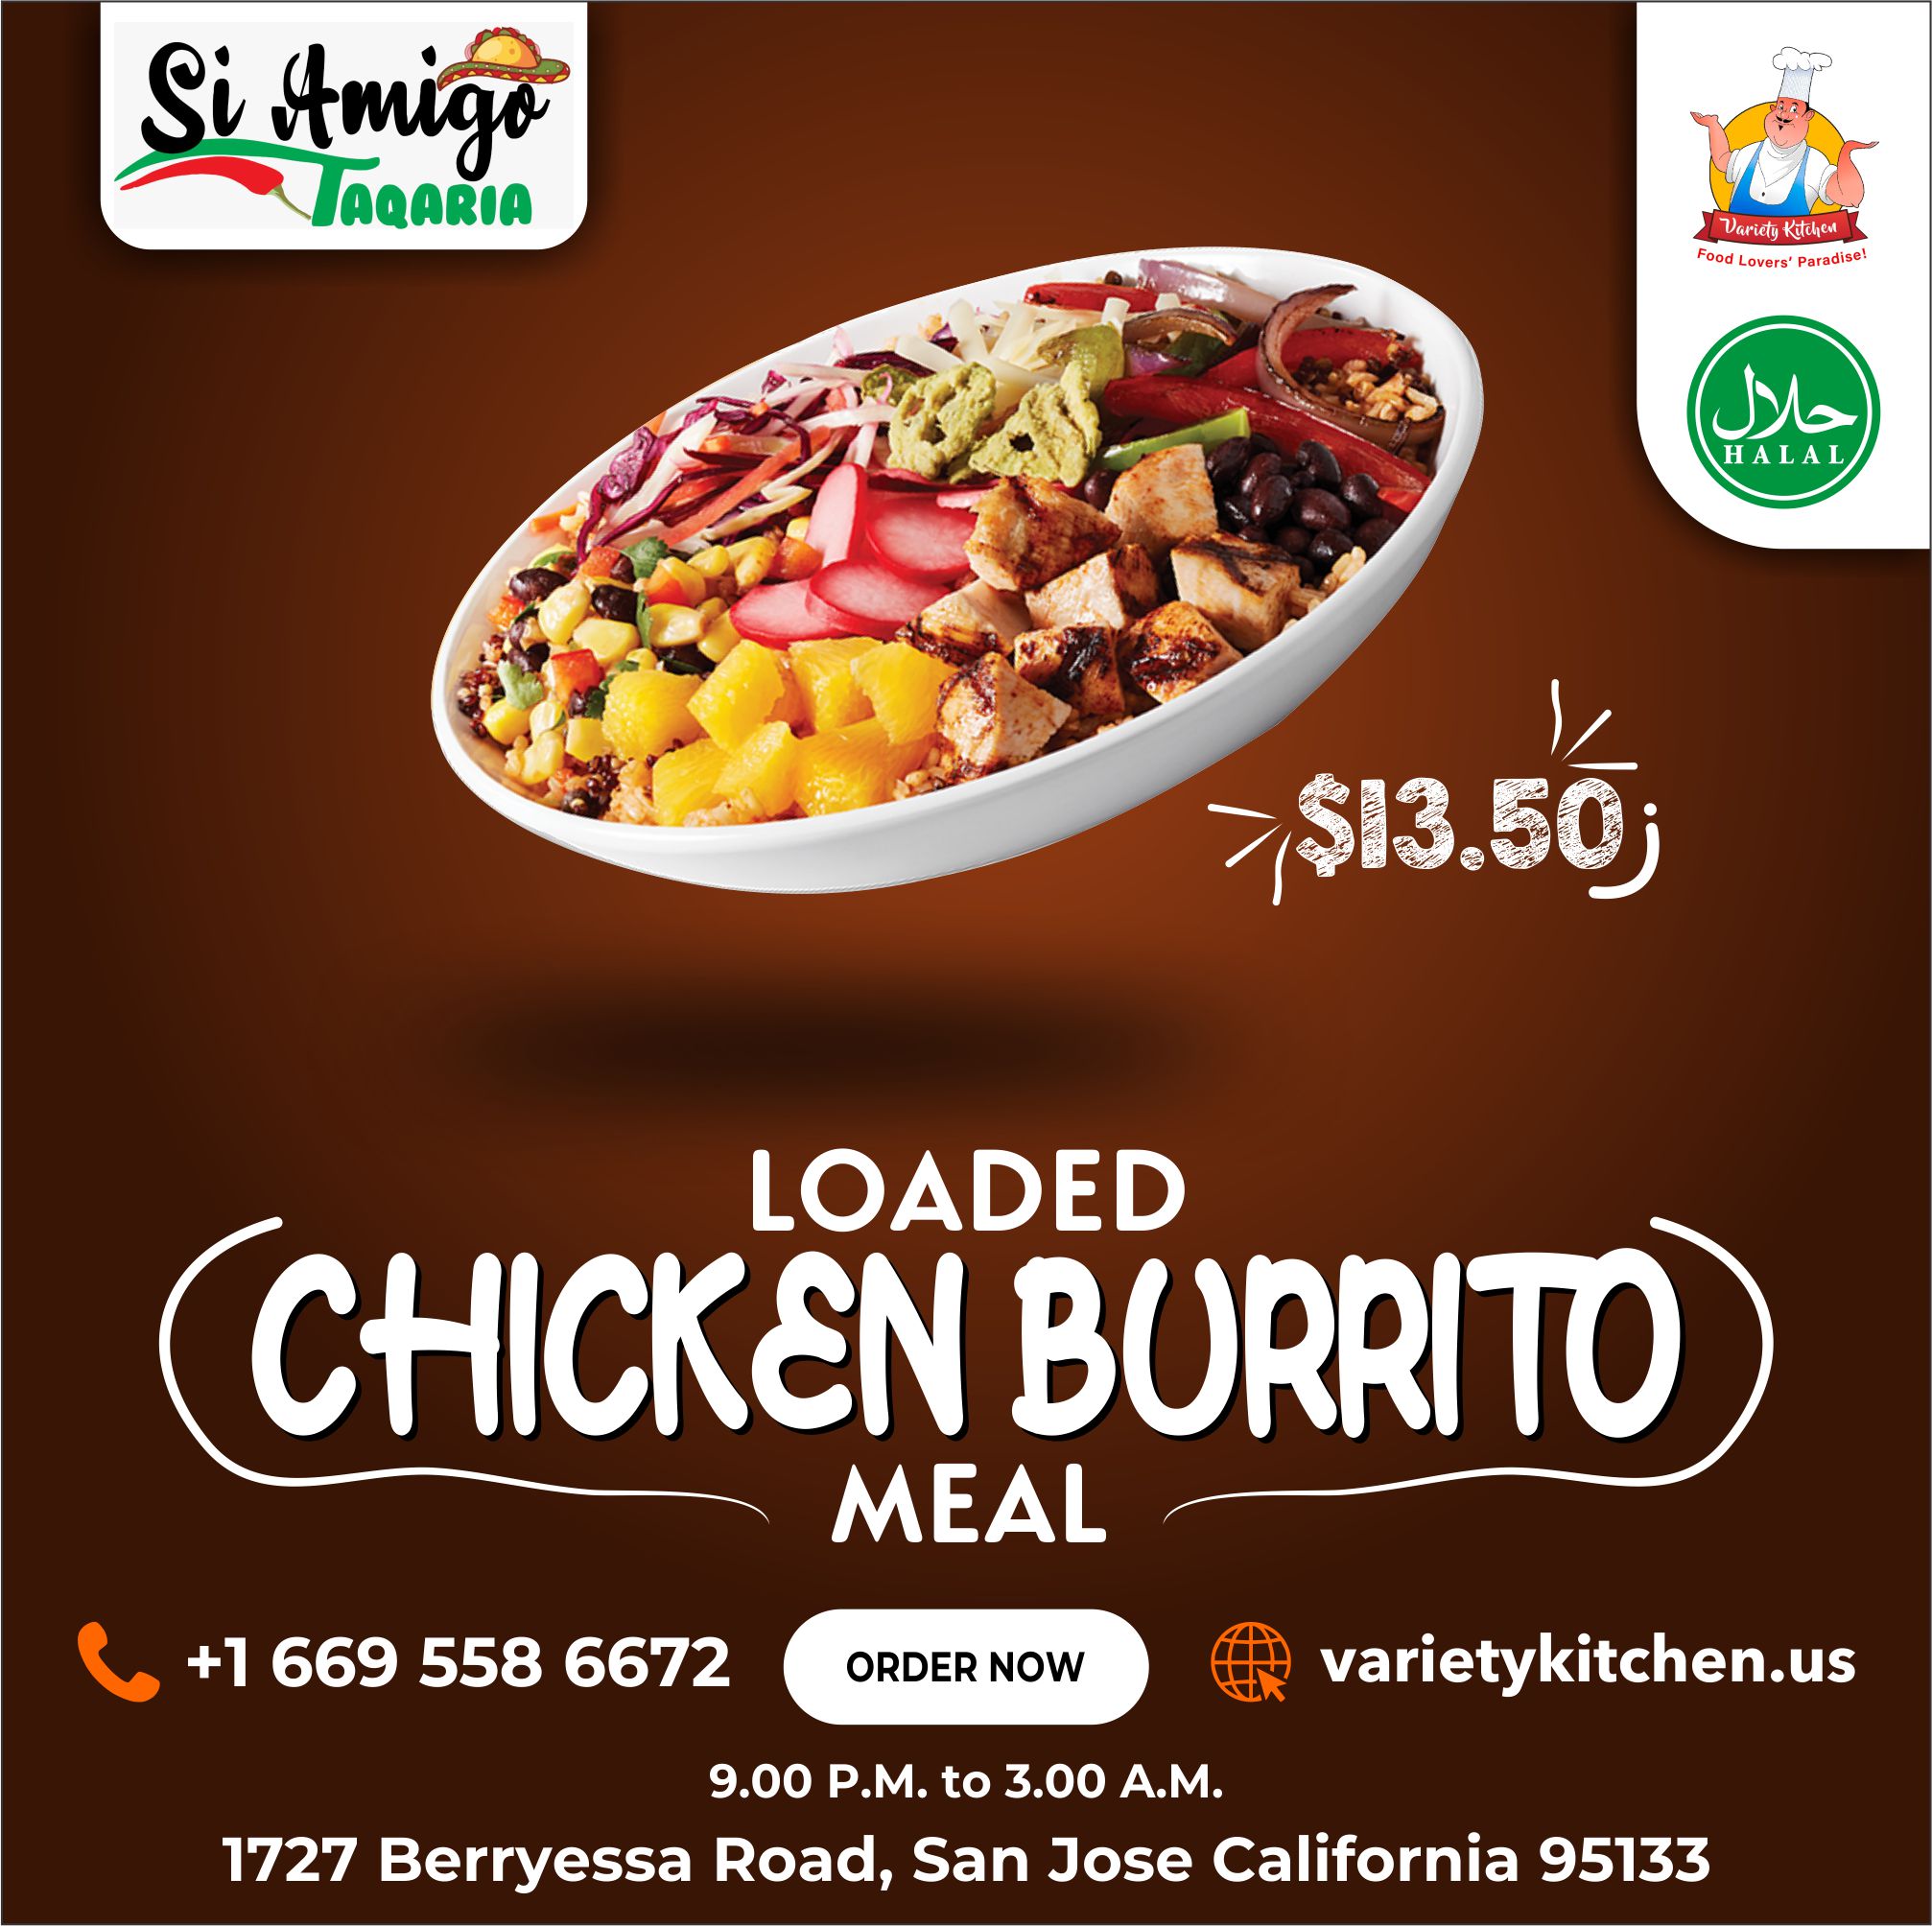 Si Amigo
TAQARIA
Variety Kitchen
Food Lovers' Paradise!
حلال
HALAL
$13.50
LOADED
CHICKEN BURRITO
MEAL
+1 669 558 6672
ORDER NOW
varietykitchen.us
9.00 P.M. to 3.00 A.M.
1727 Berryessa Road, San Jose California 95133